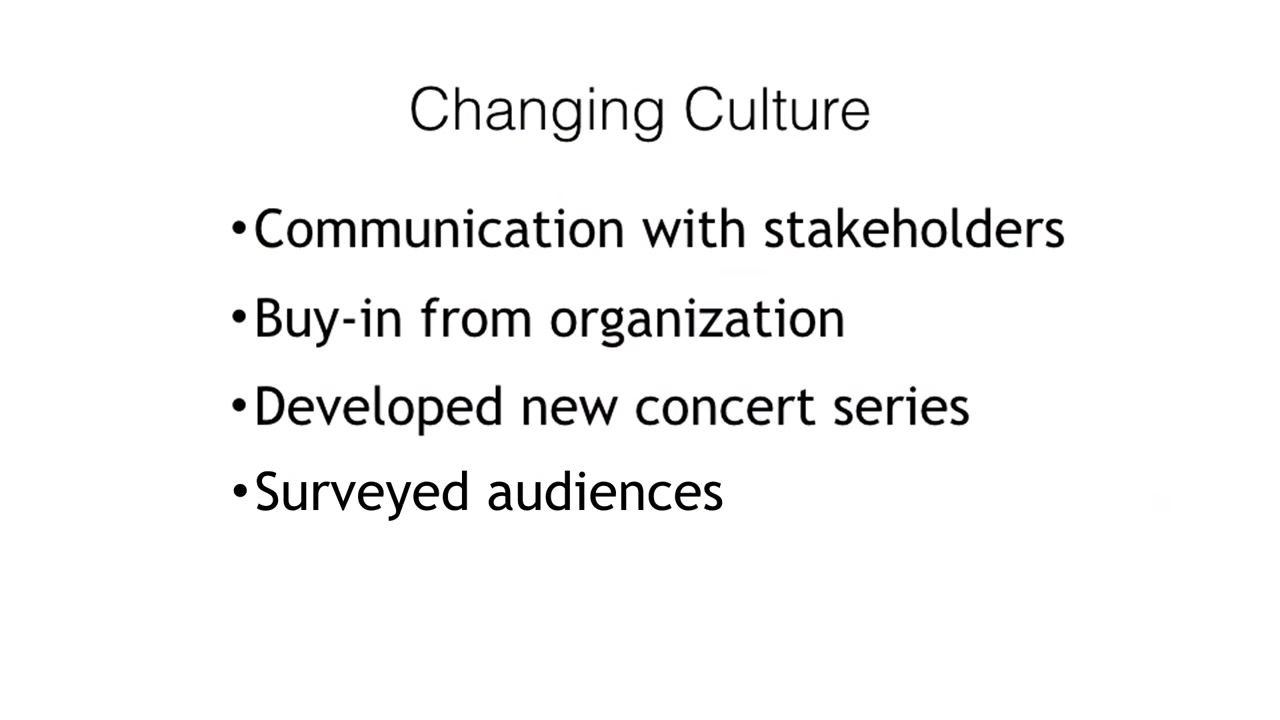 Changing Culture
•Communication with stakeholders
•Buy-in from organization
•Developed new concert series
•Surveyed audiences